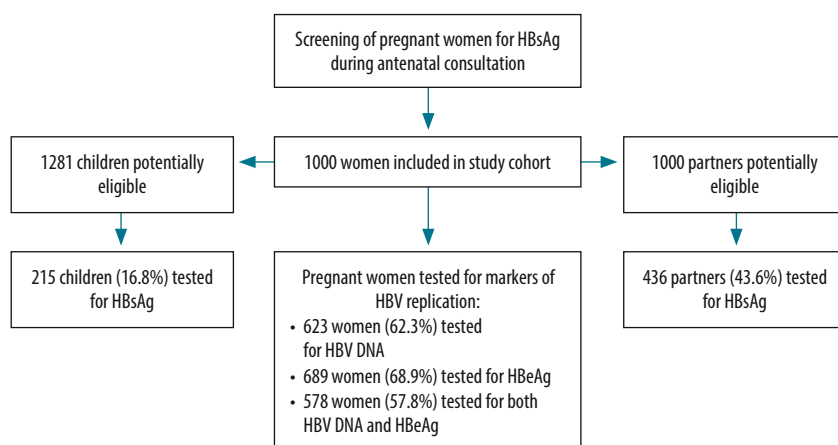 Screening of pregnant women for HBsAg
during antenatal consultation
1281 children potentially
eligible
1000 women included in study cohort
1000 partners potentially
eligible
215 children (16.8%) tested
for HBsAg
Pregnant women tested for markers of
HBV replication:
• 623 women (62.3%) tested
for HBV DNA
• 689 women (68.9%) tested for HBeAg
• 578 women (57.8%) tested for both
HBV DNA and HBeAg
436 partners (43.6%) tested
for HBsAg